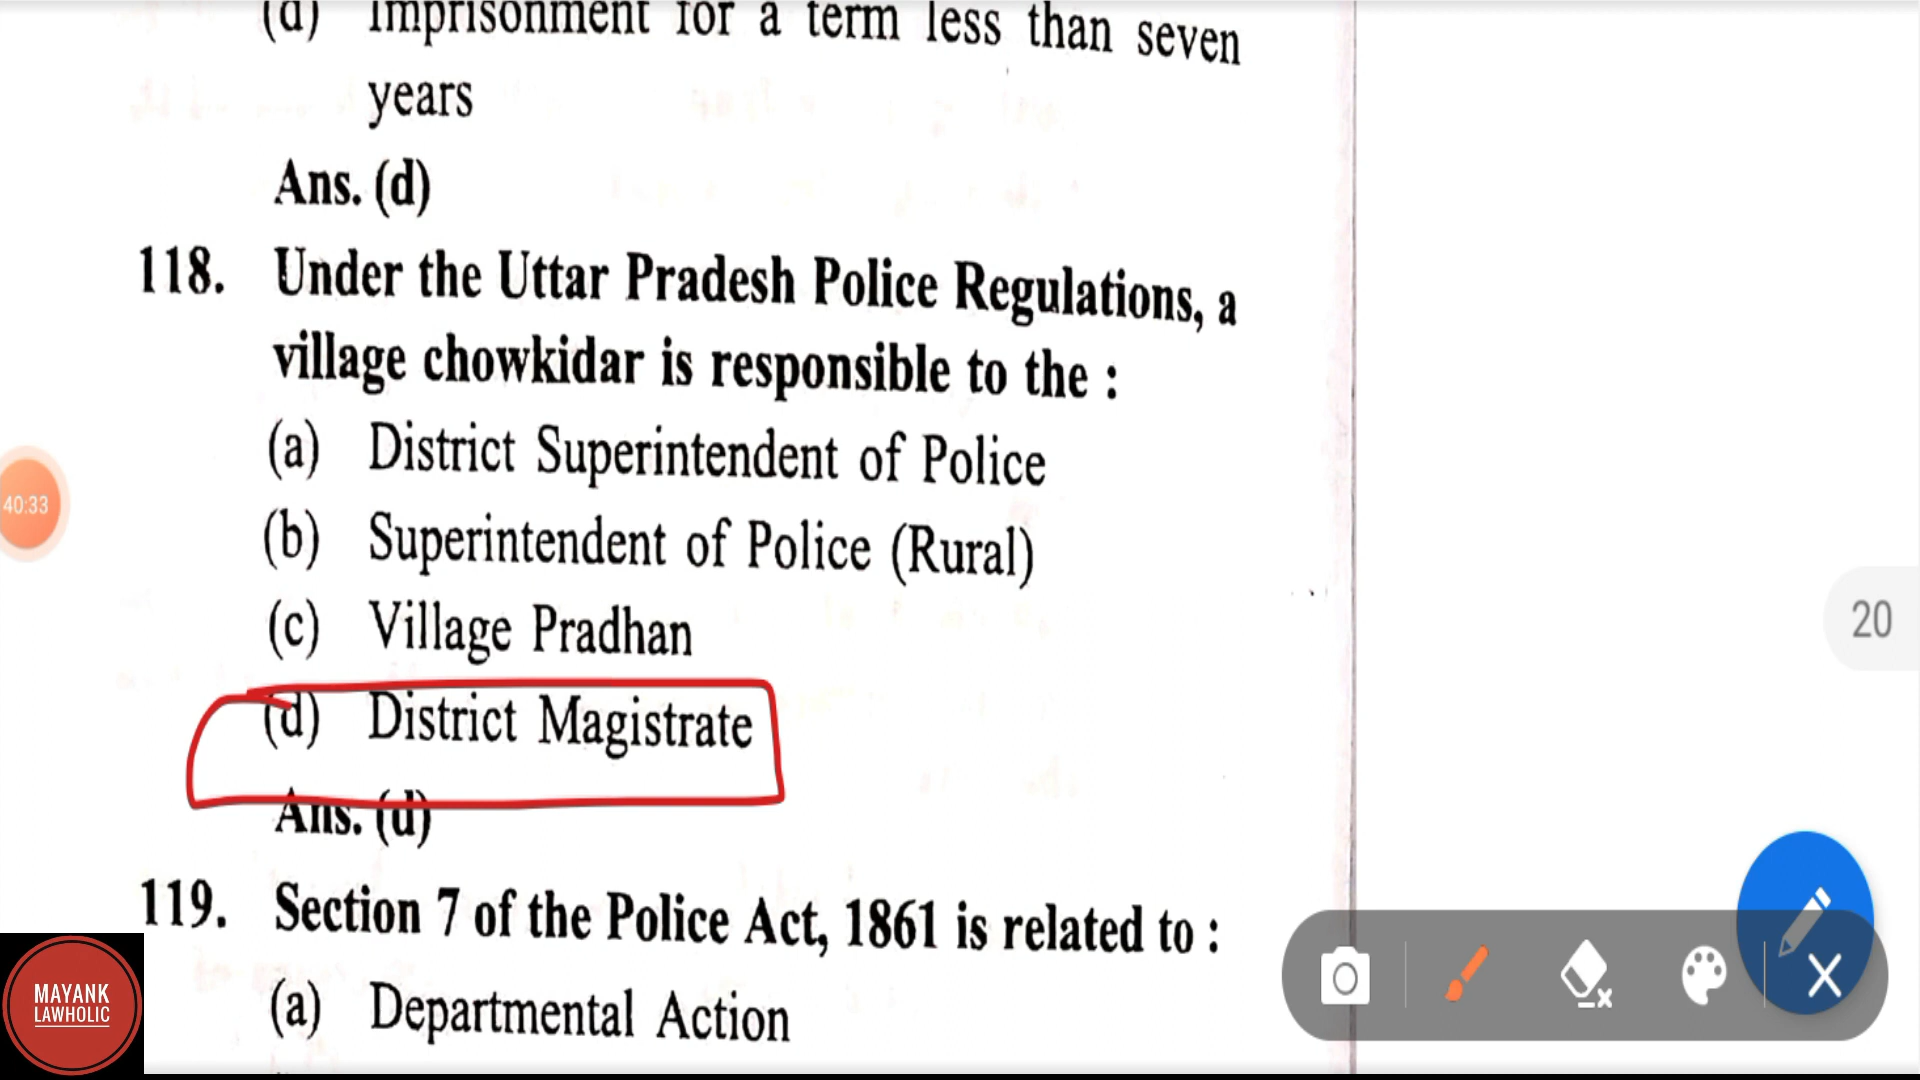 (d) Imprisonment for a term less than seven
years
Ans. (d)
118. Under the Uttar Pradesh Police Regulations, a
village chowkidar is responsible to the :
(a) District Superintendent of Police
(b) Superintendent of Police (Rural)
(c) Village Pradhan
(d) District Magistrate
Ans. (d)
119. Section 7 of the Police Act, 1861 is related to :
(a) Departmental Action
40:33
20
MAYANK
LAWHOLIC